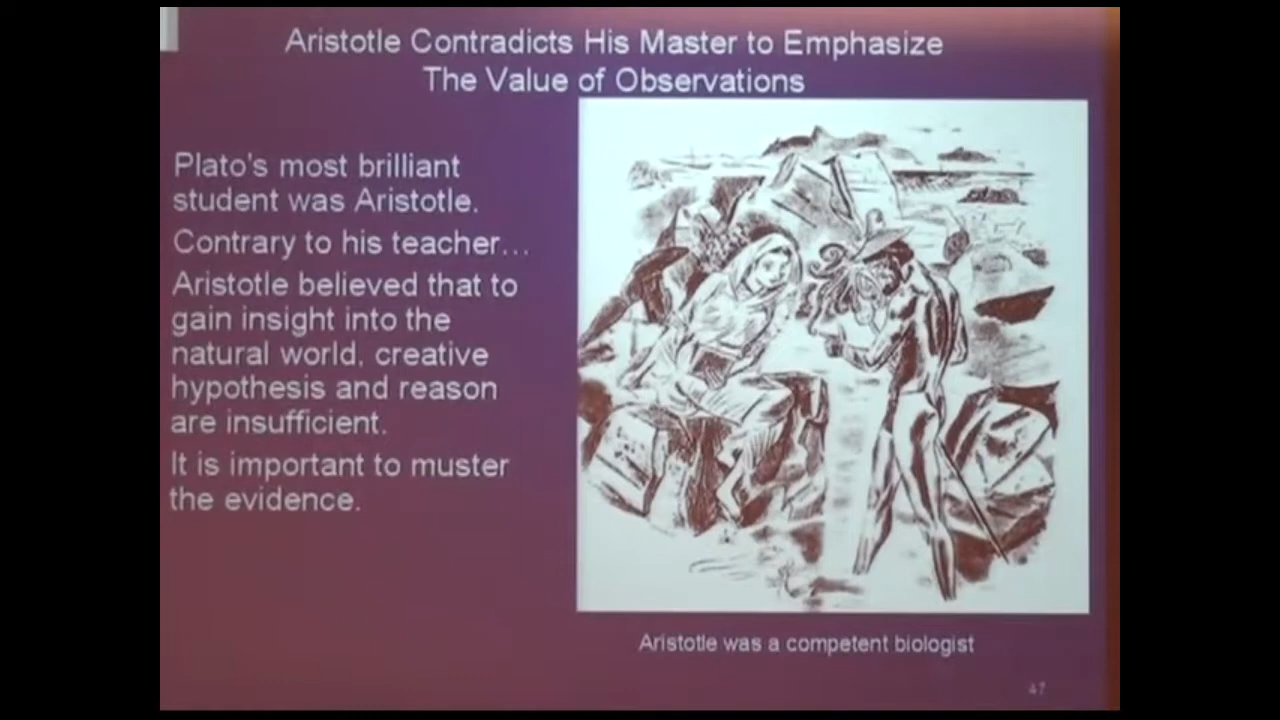 Aristotle Contradicts His Master to Emphasize
The Value of Observations
Plato's most brilliant
student was Aristotle.
Contrary to his teacher...
Aristotle believed that to
gain insight into the
natural world, creative
hypothesis and reason
are insufficient.
It is important to muster
the evidence.
Aristotle was a competent biologist
47